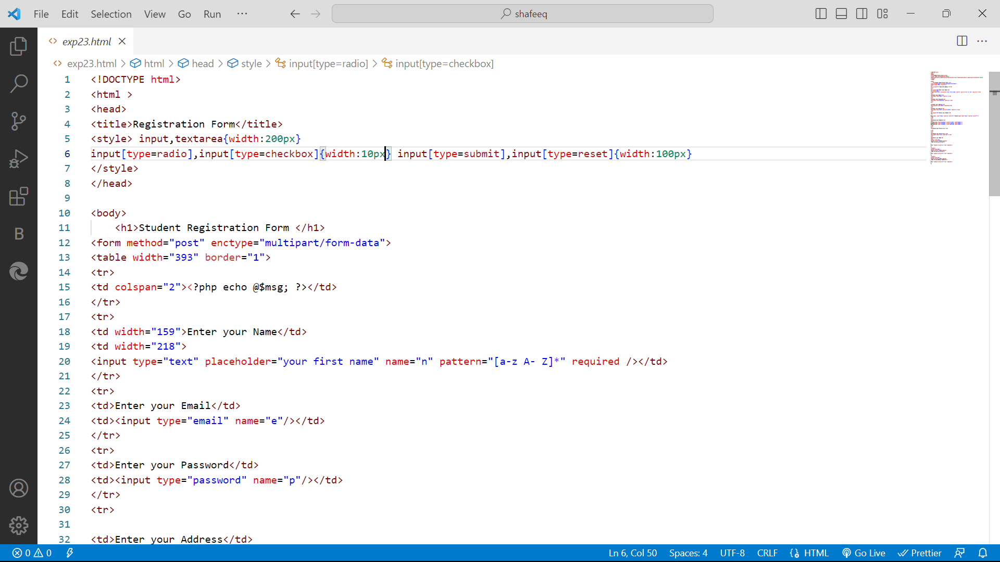 File Edit Selection View Go Run ···
shafeeq
exp23.html
exp23.html > html > head > style > input[type=radio] > input[type=checkbox]
1 <!DOCTYPE html>
2 <html >
3 <head>
4 <title>Registration Form</title>
5 <style> input,textarea{width:200px}
6 input[type=radio],input[type=checkbox]{width:10px} input[type=submit],input[type=reset]{width:100px}
7 </style>
8 </head>
9
10 <body>
11 <h1>Student Registration Form </h1>
12 <form method="post" enctype="multipart/form-data">
13 <table width="393" border="1">
14 <tr>
15 <td colspan="2"><?php echo @$msg; ?></td>
16 </tr>
17 <tr>
18 <td width="159">Enter your Name</td>
19 <td width="218">
20 <input type="text" placeholder="your first name" name="n" pattern="[a-z A- Z]*" required /></td>
21 </tr>
22 <tr>
23 <td>Enter your Email</td>
24 <td><input type="email" name="e"/></td>
25 </tr>
26 <tr>
27 <td>Enter your Password</td>
28 <td><input type="password" name="p"/></td>
29 </tr>
30 <tr>
31
32 <td>Enter your Address</td>
B
0 0 Ln 6, Col 50 Spaces: 4 UTF-8 CRLF HTML Go Live Prettier